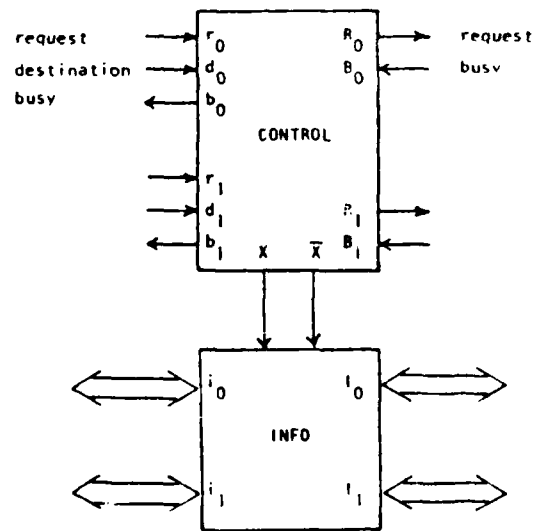 request r₀ R₀ request
destination d₀ B₀ busy
busy b₀
CONTROL
r₁
d₁ R₁
b₁ X X̅ B₁
i₀ I₀
INFO
i₁ I₁